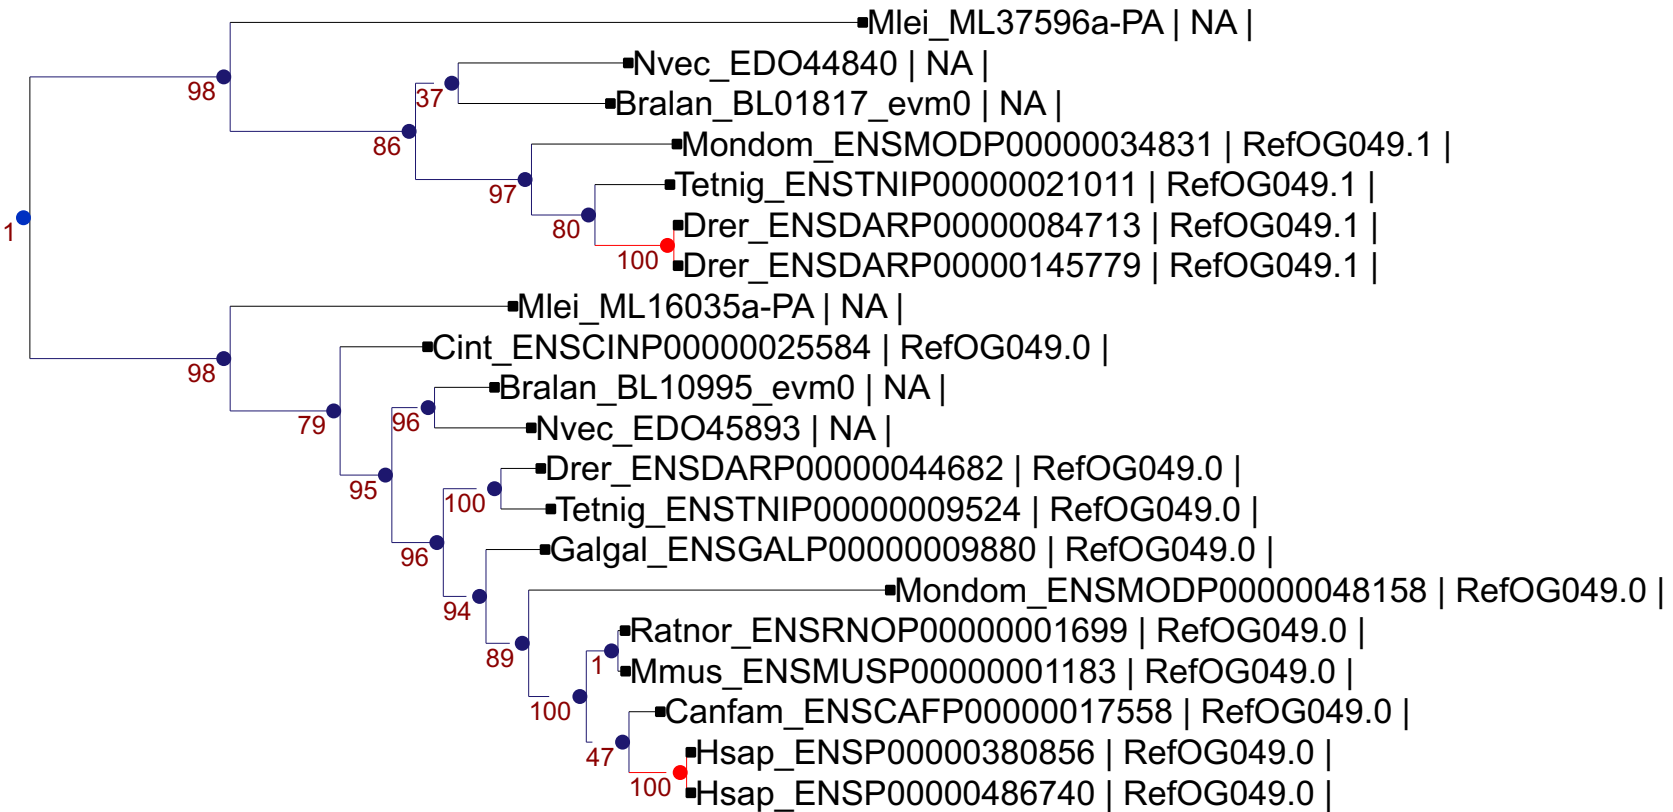 Mlei_ML37596a-PA | NA |
98
Nvec_EDO44840 | NA |
37
Bralan_BL01817_evm0 | NA |
86
Mondom_ENSMODP00000034831 | RefOG049.1 |
97
Tetnig_ENSTNIP00000021011 | RefOG049.1 |
80
Drer_ENSDARP00000084713 | RefOG049.1 |
1
100
Drer_ENSDARP00000145779 | RefOG049.1 |
Mlei_ML16035a-PA | NA |
Cint_ENSCINP00000025584 | RefOG049.0 |
98
Bralan_BL10995_evm0 | NA |
79
96
Nvec_EDO45893 | NA |
Drer_ENSDARP00000044682 | RefOG049.0 |
95
100
Tetnig_ENSTNIP00000009524 | RefOG049.0 |
96
Galgal_ENSGALP00000009880 | RefOG049.0 |
Mondom_ENSMODP00000048158 | RefOG049.0 |
94
Ratnor_ENSRNOP00000001699 | RefOG049.0 |
89
1
Mmus_ENSMUSP00000001183 | RefOG049.0 |
100
Canfam_ENSCAFP00000017558 | RefOG049.0 |
47
Hsap_ENSP00000380856 | RefOG049.0 |
100
Hsap_ENSP00000486740 | RefOG049.0 |